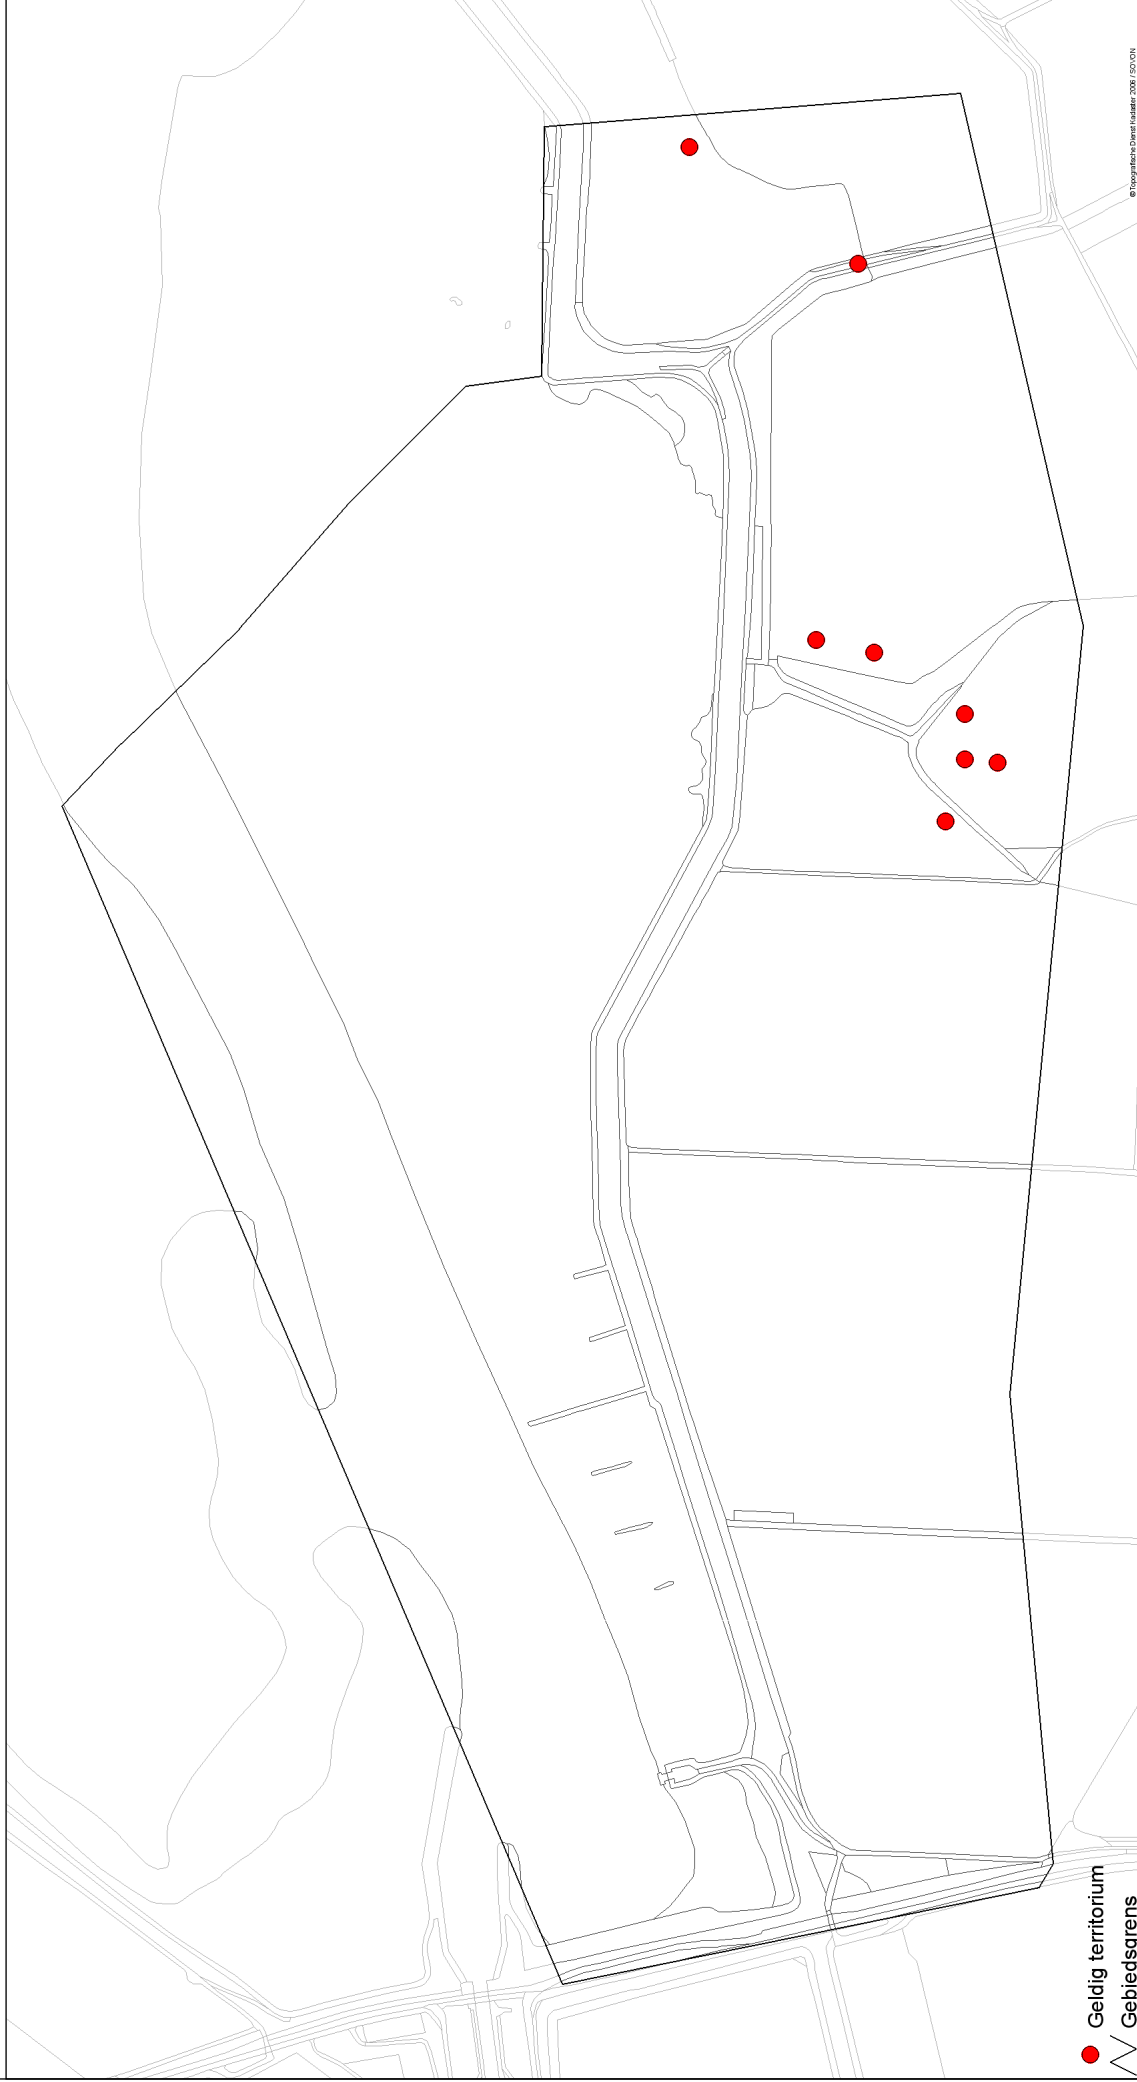 Geldig territorium
Gebiedsgrens
© Topografische Dienst Kadaster 2006 / SOVON